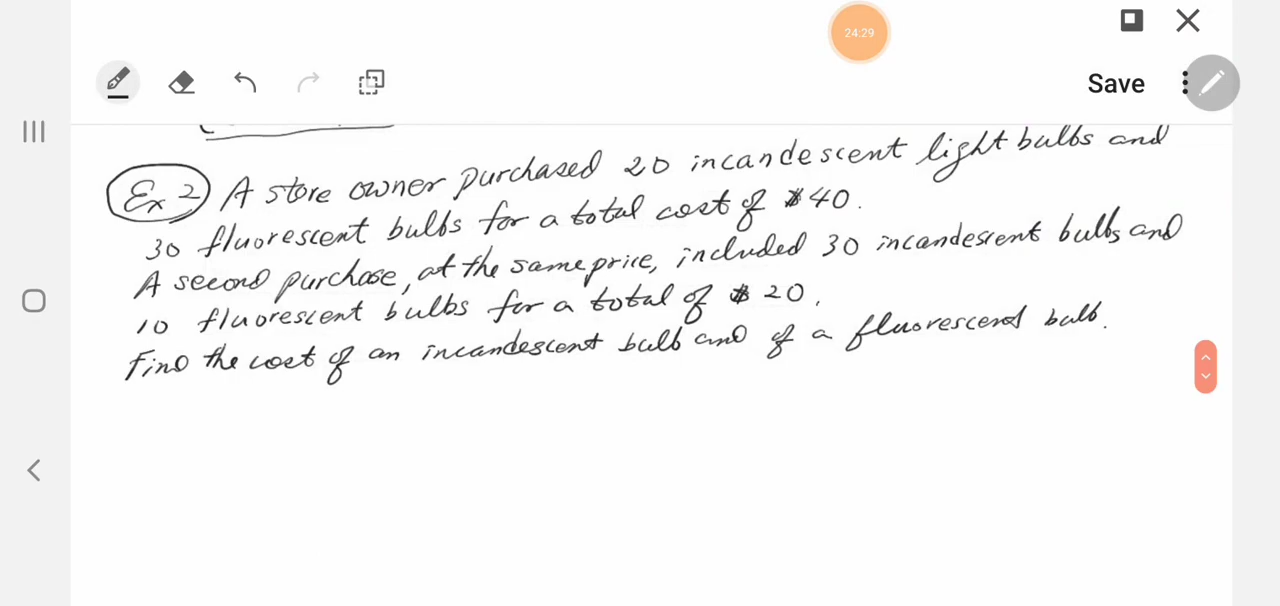 24:29
Save
Ex 2 A store owner purchased 20 incandescent light bulbs and
30 fluorescent bulbs for a total cost of $40.
A second purchase, at the same price, included 30 incandescent bulbs and
10 fluorescent bulbs for a total of $20.
Find the cost of an incandescent bulb and of a fluorescent bulb.